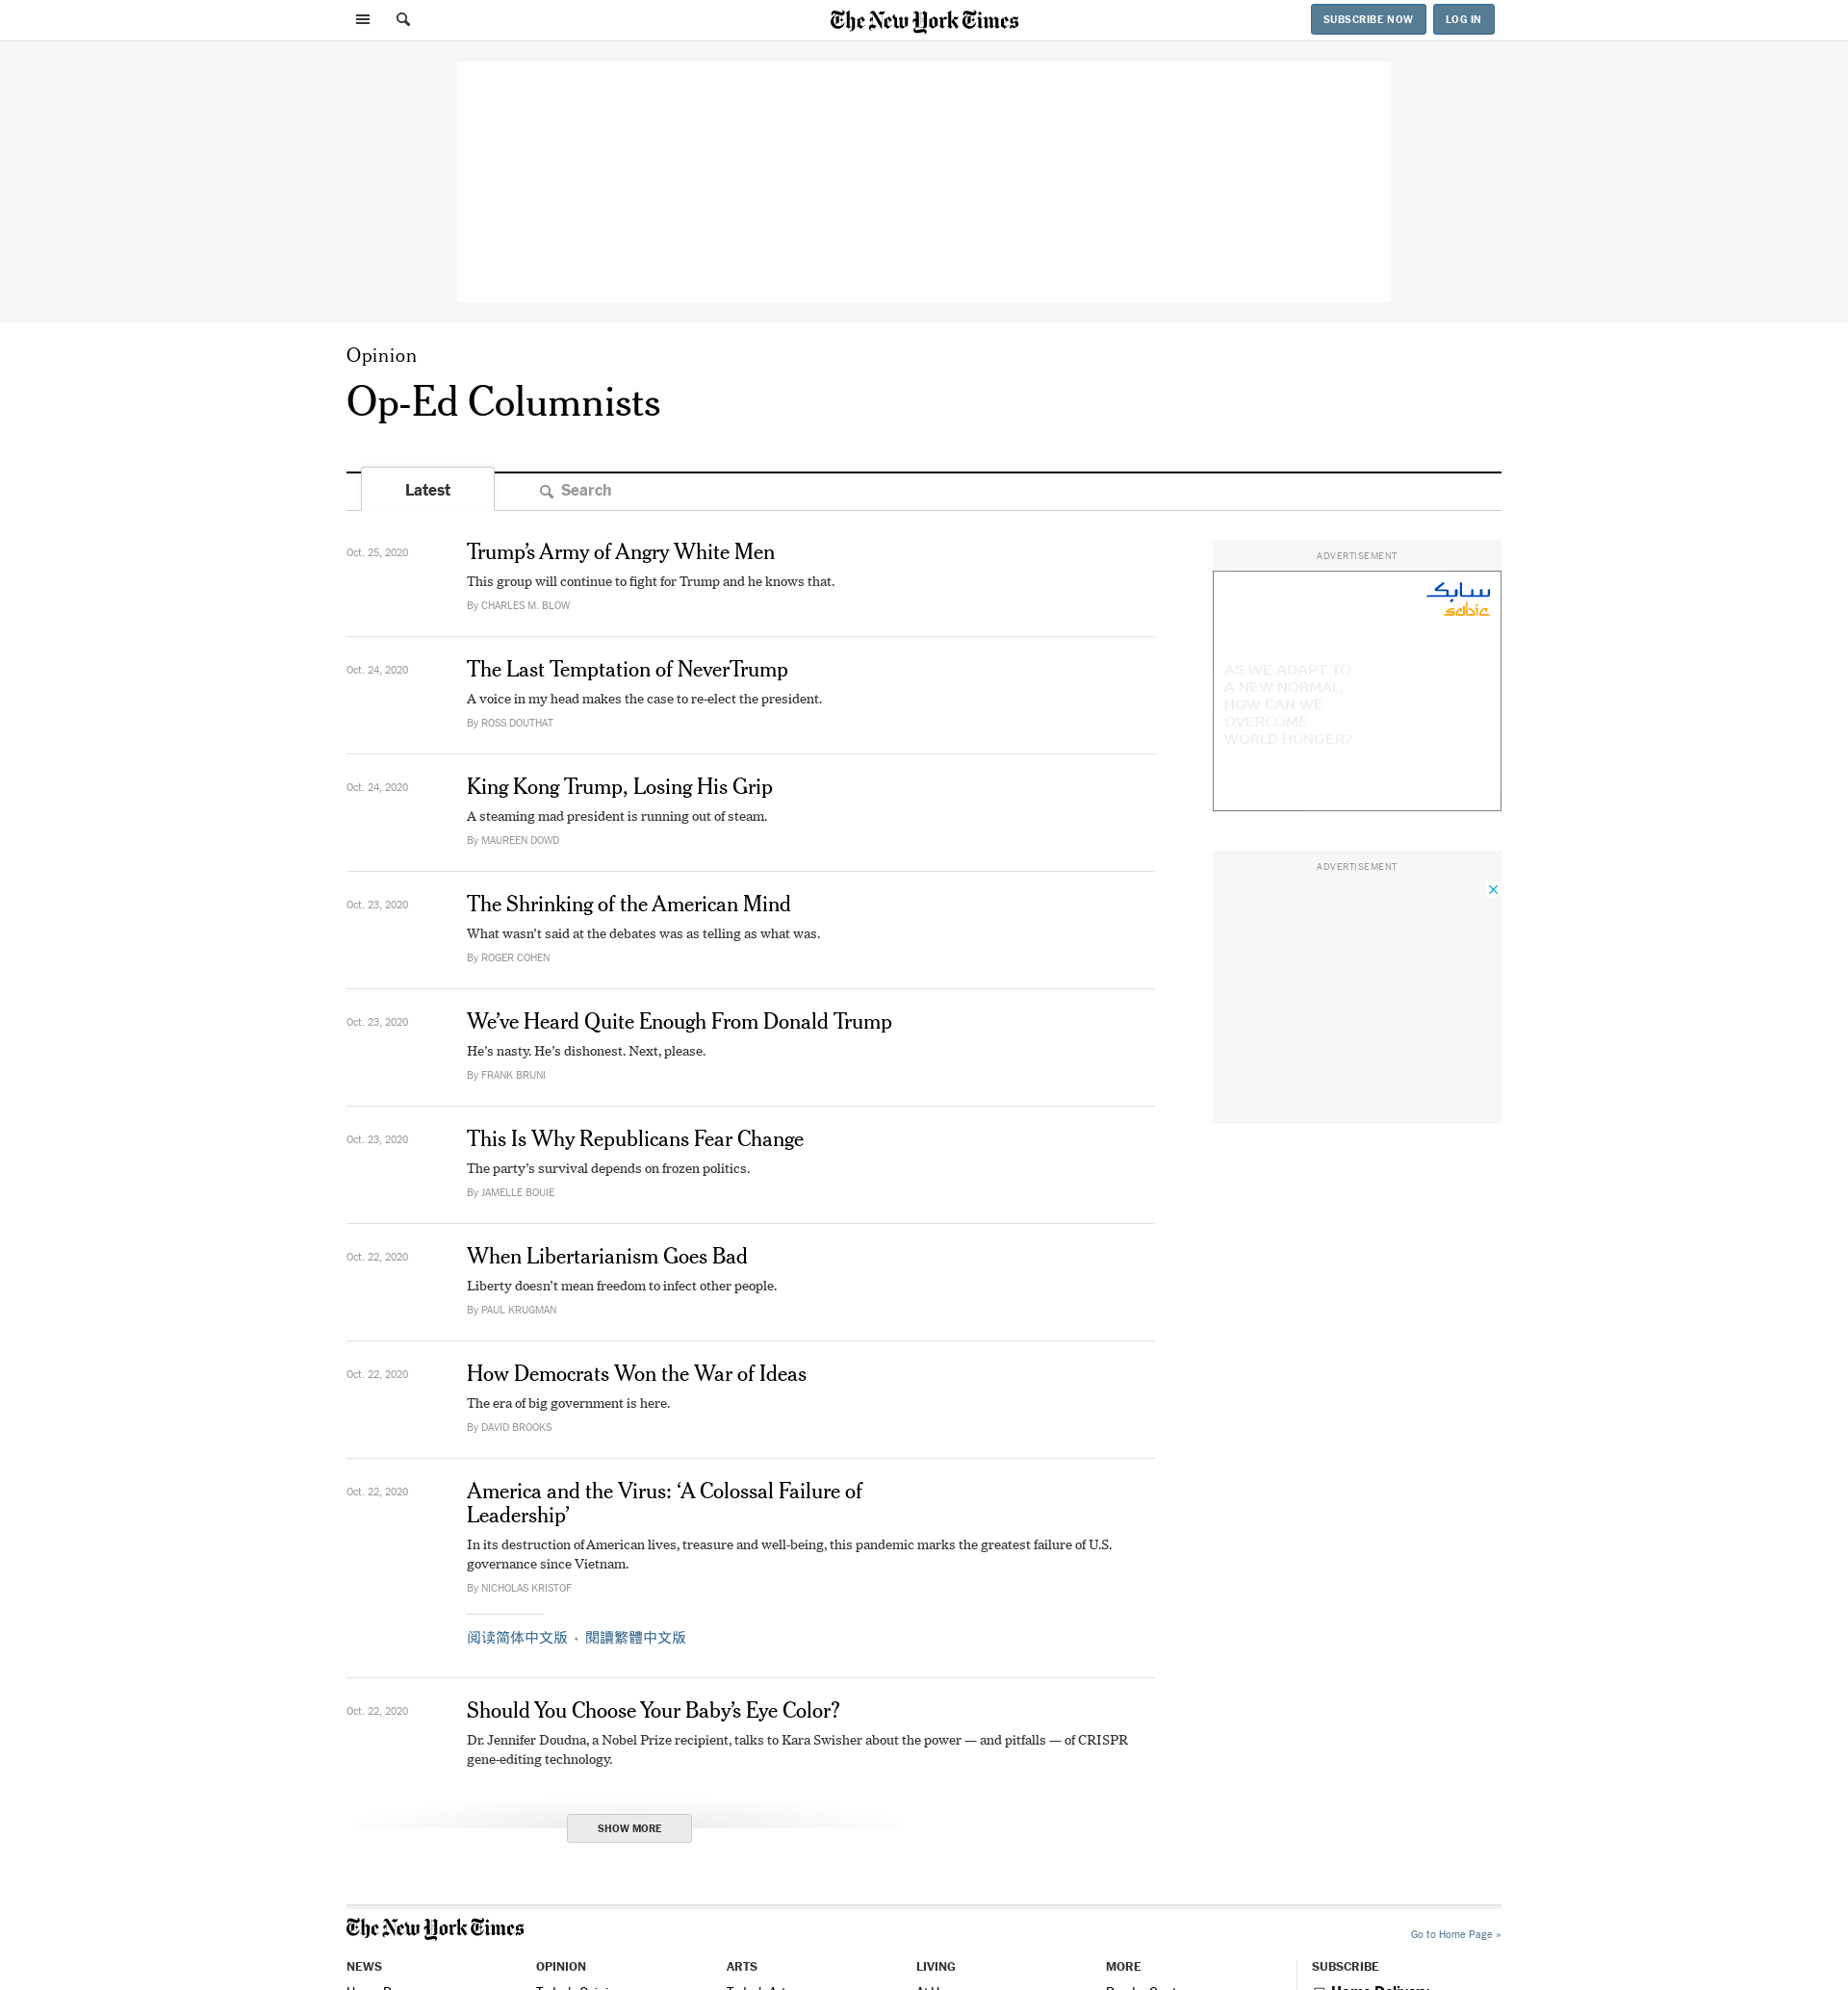 The New York Times
SUBSCRIBE NOW
LOG IN
Opinion
Op-Ed Columnists
Latest
Search
Oct. 25, 2020
Trump’s Army of Angry White Men
This group will continue to fight for Trump and he knows that.
By CHARLES M. BLOW
Oct. 24, 2020
The Last Temptation of NeverTrump
A voice in my head makes the case to re-elect the president.
By ROSS DOUTHAT
Oct. 24, 2020
King Kong Trump, Losing His Grip
A steaming mad president is running out of steam.
By MAUREEN DOWD
Oct. 23, 2020
The Shrinking of the American Mind
What wasn’t said at the debates was as telling as what was.
By ROGER COHEN
Oct. 23, 2020
We’ve Heard Quite Enough From Donald Trump
He’s nasty. He’s dishonest. Next, please.
By FRANK BRUNI
Oct. 23, 2020
This Is Why Republicans Fear Change
The party’s survival depends on frozen politics.
By JAMELLE BOUIE
Oct. 22, 2020
When Libertarianism Goes Bad
Liberty doesn’t mean freedom to infect other people.
By PAUL KRUGMAN
Oct. 22, 2020
How Democrats Won the War of Ideas
The era of big government is here.
By DAVID BROOKS
Oct. 22, 2020
America and the Virus: ‘A Colossal Failure of
Leadership’
In its destruction of American lives, treasure and well-being, this pandemic marks the greatest failure of U.S.
governance since Vietnam.
By NICHOLAS KRISTOF
阅读简体中文版 • 閱讀繁體中文版
Oct. 22, 2020
Should You Choose Your Baby’s Eye Color?
Dr. Jennifer Doudna, a Nobel Prize recipient, talks to Kara Swisher about the power — and pitfalls — of CRISPR
gene-editing technology.
SHOW MORE
ADVERTISEMENT
سابك
sabic
AS WE ADAPT TO
A NEW NORMAL,
HOW CAN WE
OVERCOME
WORLD HUNGER?
ADVERTISEMENT
The New York Times
Go to Home Page »
NEWS
OPINION
ARTS
LIVING
MORE
SUBSCRIBE
Home Delivery